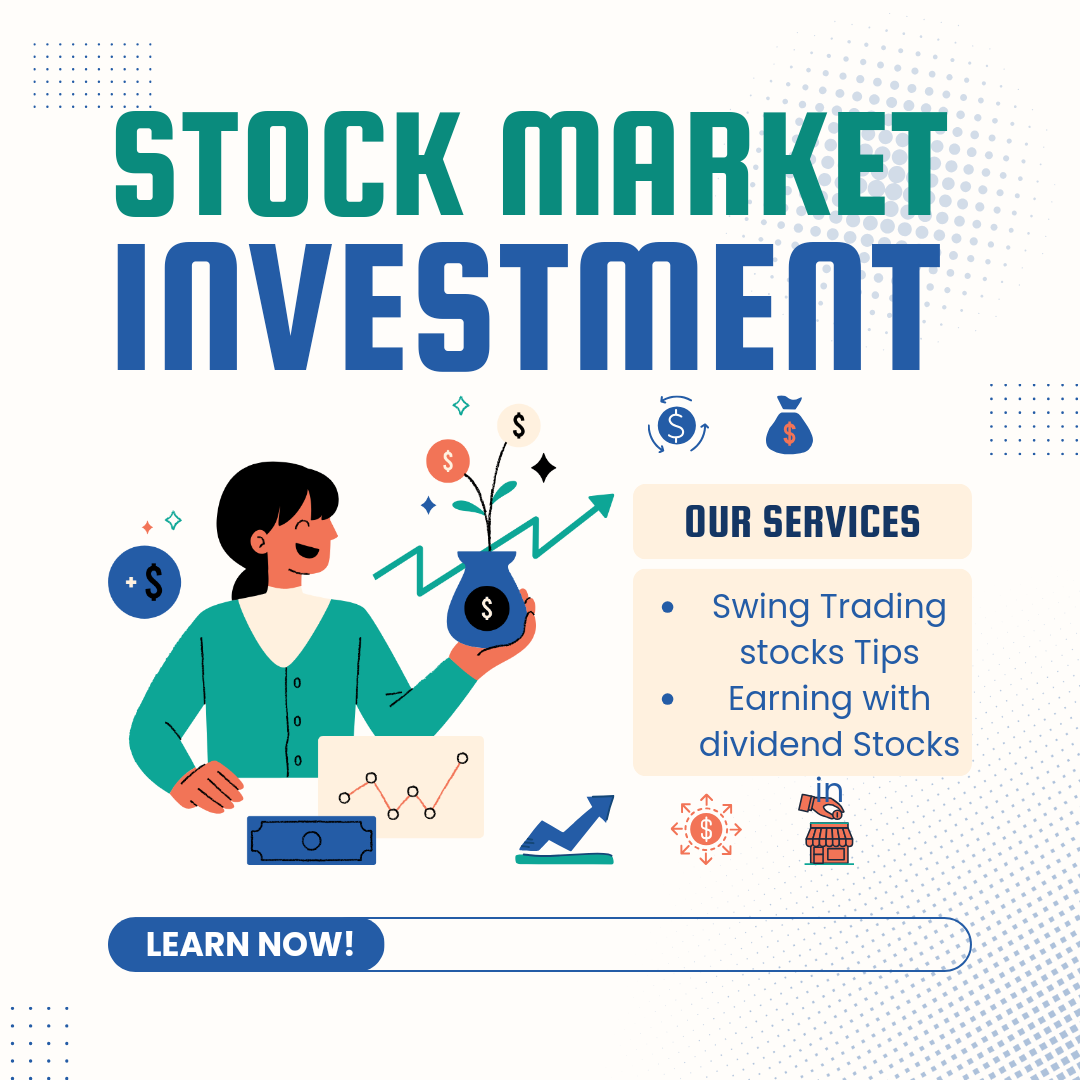 STOCK MARKET
INVESTMENT
$
$
$
$
+ $
$
OUR SERVICES
• Swing Trading
stocks Tips
• Earning with
dividend Stocks
in
$
LEARN NOW!